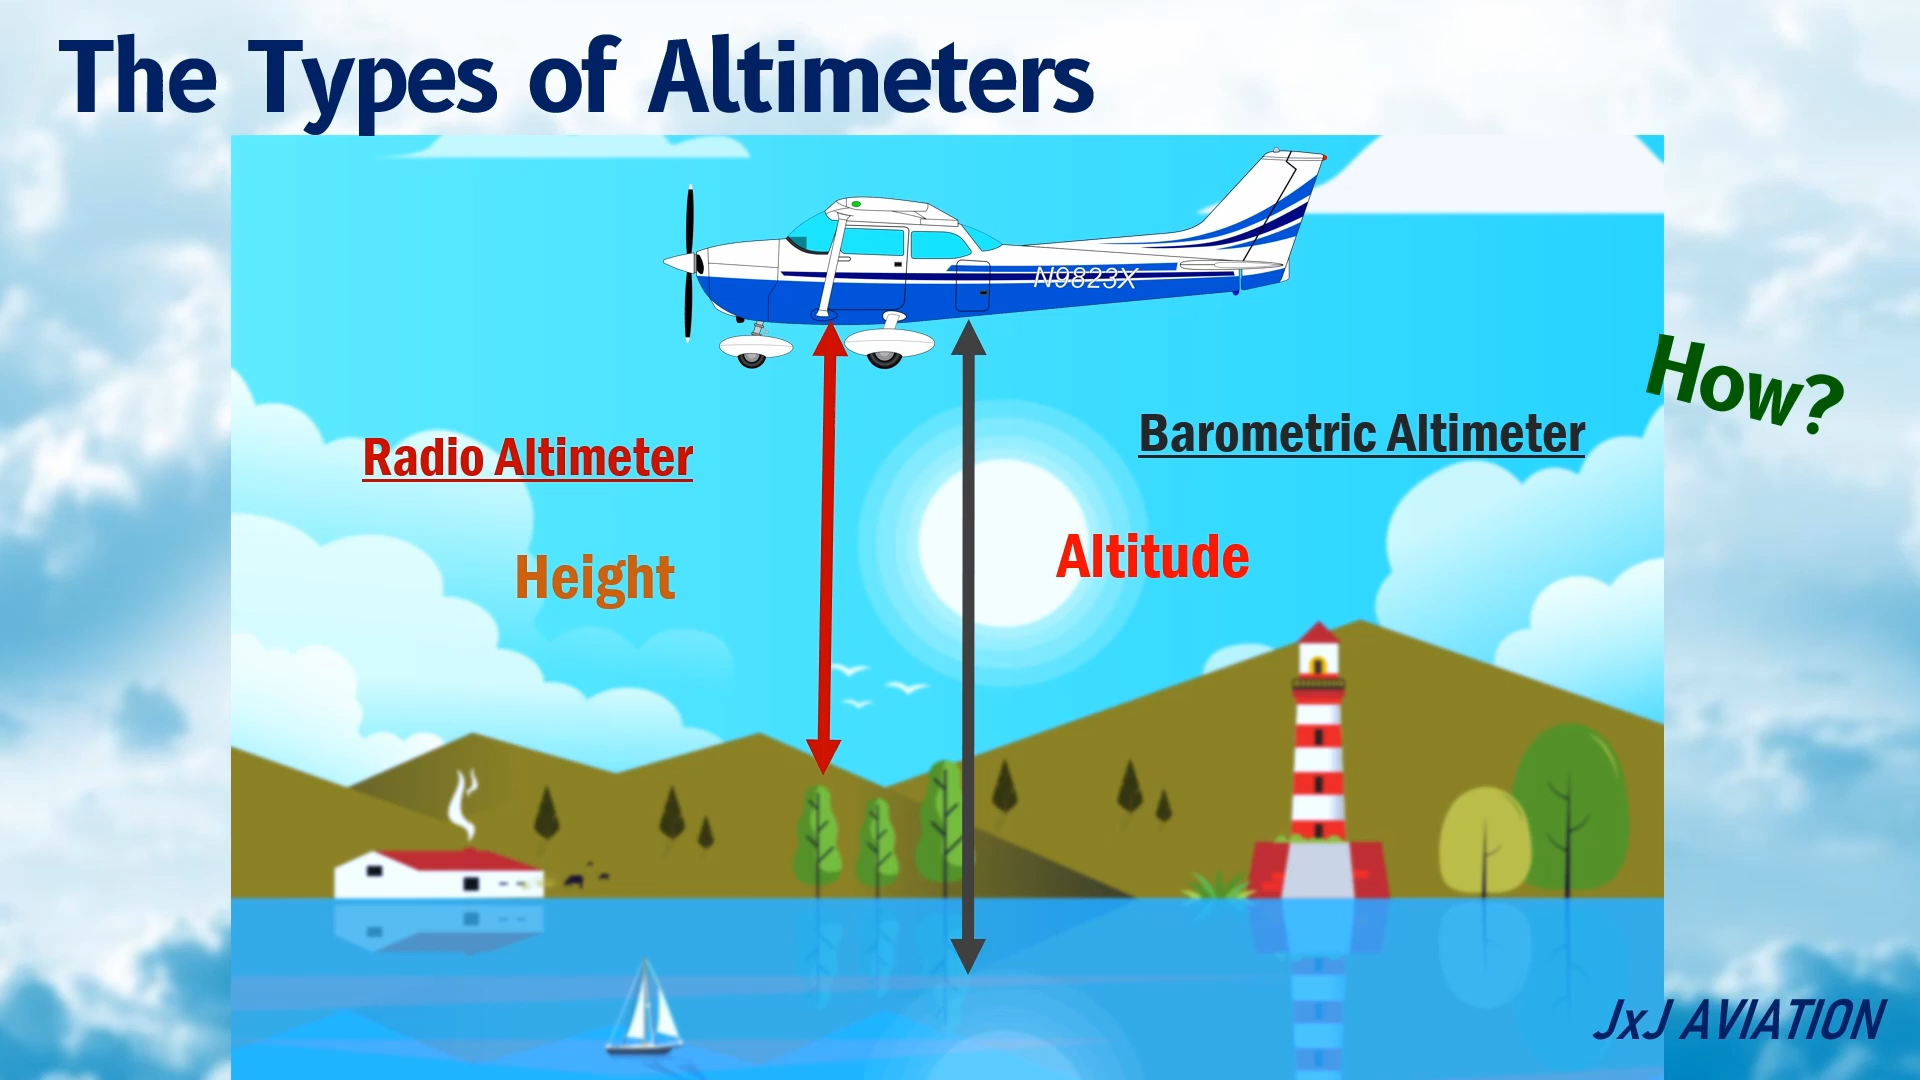 The Types of Altimeters
N9823X
How?
Radio Altimeter
Barometric Altimeter
Height
Altitude
JxJ AVIATION